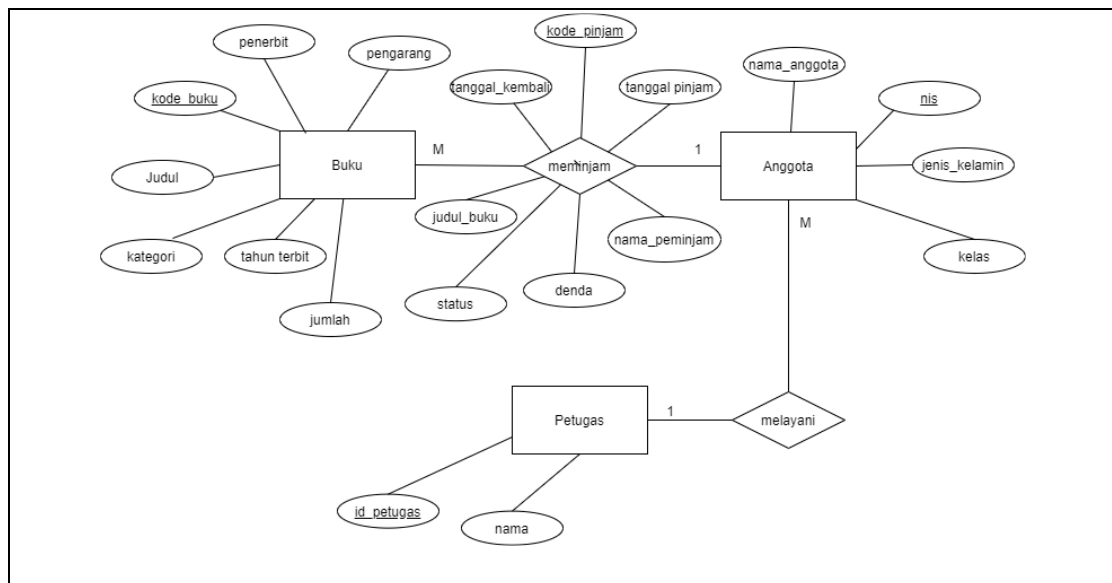 kode_pinjam
penerbit
pengarang
nama_anggota
tanggal_kembali
tanggal pinjam
kode_buku
nis
M
1
Buku
meminjam
Anggota
Judul
jenis_kelamin
judul_buku
M
nama_peminjam
kategori
tahun terbit
kelas
denda
status
jumlah
Petugas
1
melayani
id_petugas
nama